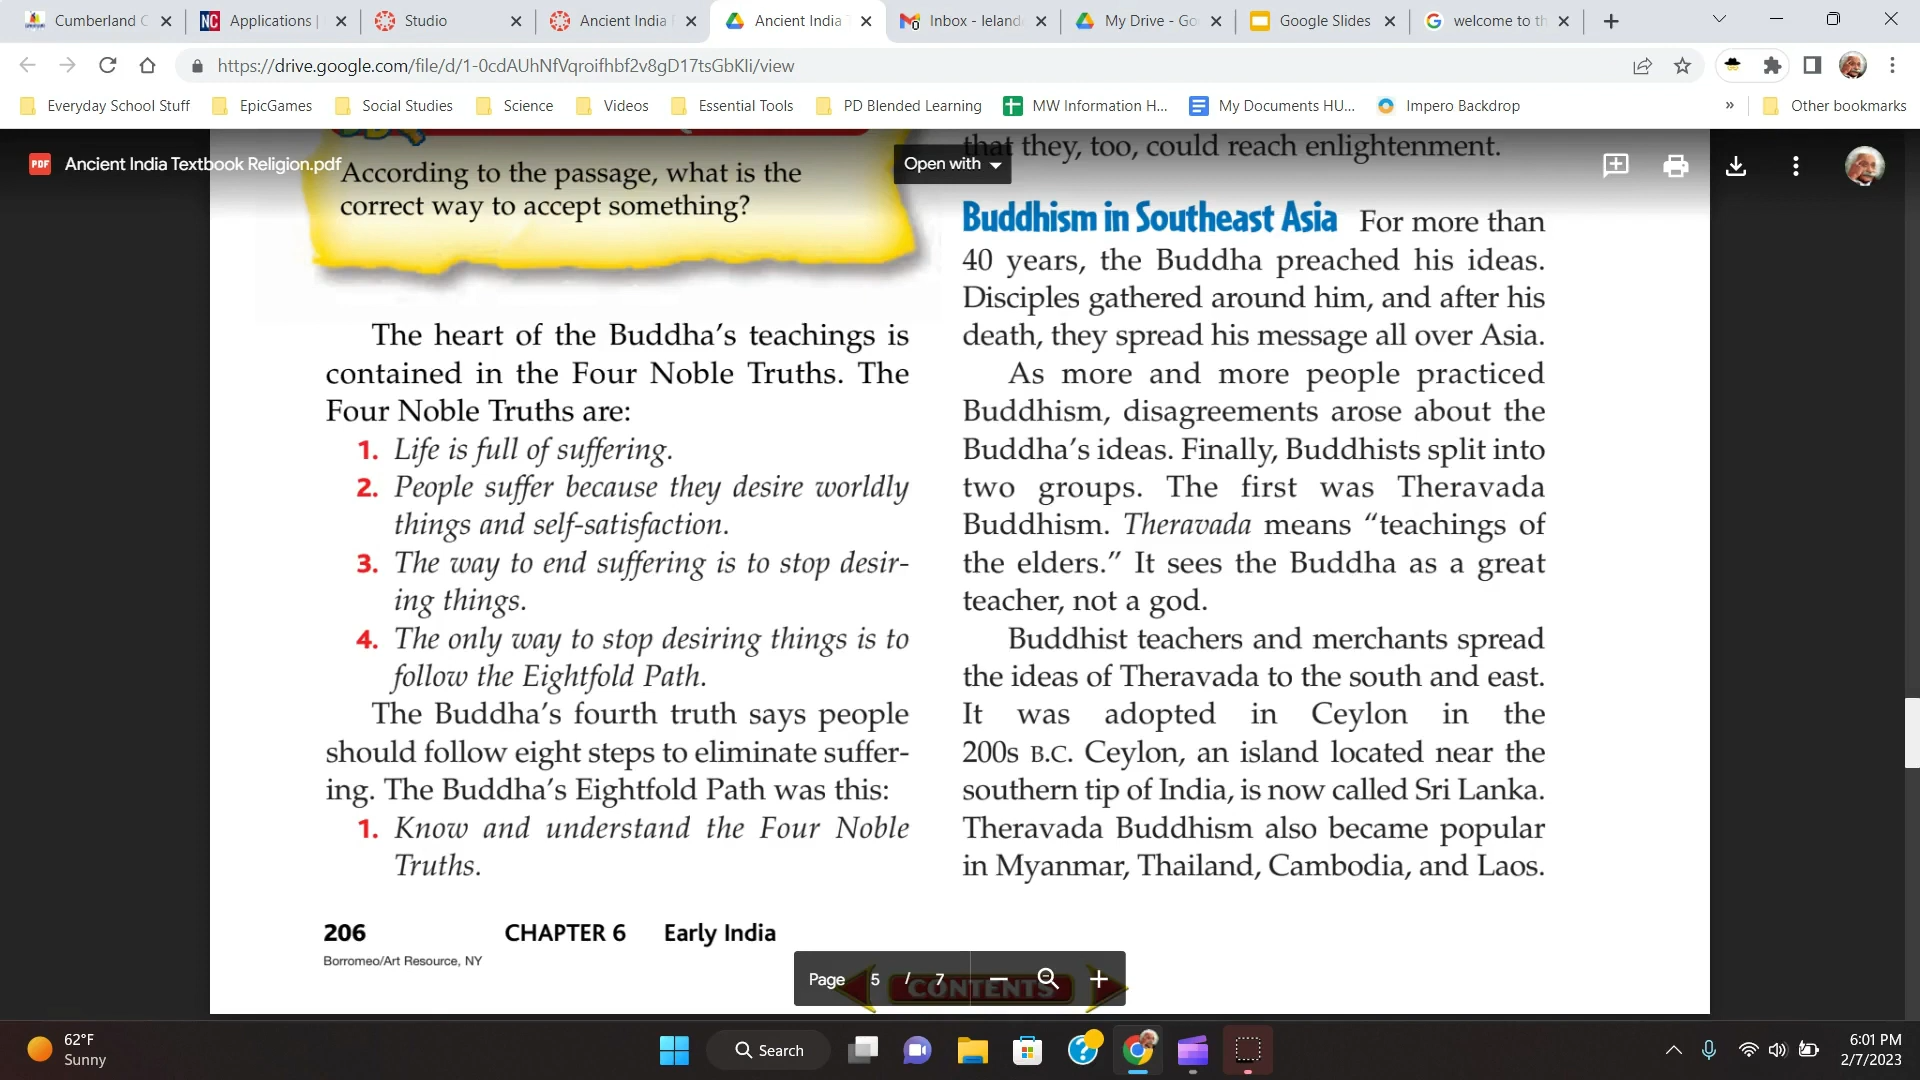 Cumberland C
Applications |
Studio
Ancient India
Ancient India
Inbox - leland
My Drive - Go
Google Slides
welcome to th
https://drive.google.com/file/d/1-0cdAUhNfVqroifhbf2v8gD17tsGbKli/view
Everyday School Stuff
EpicGames
Social Studies
Science
Videos
Essential Tools
PD Blended Learning
MW Information H...
My Documents HU...
Impero Backdrop
»
Other bookmarks
PDF Ancient India Textbook Religion.pdf
Open with
According to the passage, what is the
correct way to accept something?
The heart of the Buddha's teachings is
contained in the Four Noble Truths. The
Four Noble Truths are:
1. Life is full of suffering.
2. People suffer because they desire worldly
things and self-satisfaction.
3. The way to end suffering is to stop desir-
ing things.
4. The only way to stop desiring things is to
follow the Eightfold Path.
The Buddha's fourth truth says people
should follow eight steps to eliminate suffer-
ing. The Buddha's Eightfold Path was this:
1. Know and understand the Four Noble
Truths.
that they, too, could reach enlightenment.
Buddhism in Southeast Asia For more than
40 years, the Buddha preached his ideas.
Disciples gathered around him, and after his
death, they spread his message all over Asia.
As more and more people practiced
Buddhism, disagreements arose about the
Buddha's ideas. Finally, Buddhists split into
two groups. The first was Theravada
Buddhism. Theravada means "teachings of
the elders." It sees the Buddha as a great
teacher, not a god.
Buddhist teachers and merchants spread
the ideas of Theravada to the south and east.
It was adopted in Ceylon in the
200s B.C. Ceylon, an island located near the
southern tip of India, is now called Sri Lanka.
Theravada Buddhism also became popular
in Myanmar, Thailand, Cambodia, and Laos.
206 CHAPTER 6 Early India
Borromeo/Art Resource, NY
Page 5 / 7
CONTENTS
62°F
Sunny
Search
6:01 PM
2/7/2023